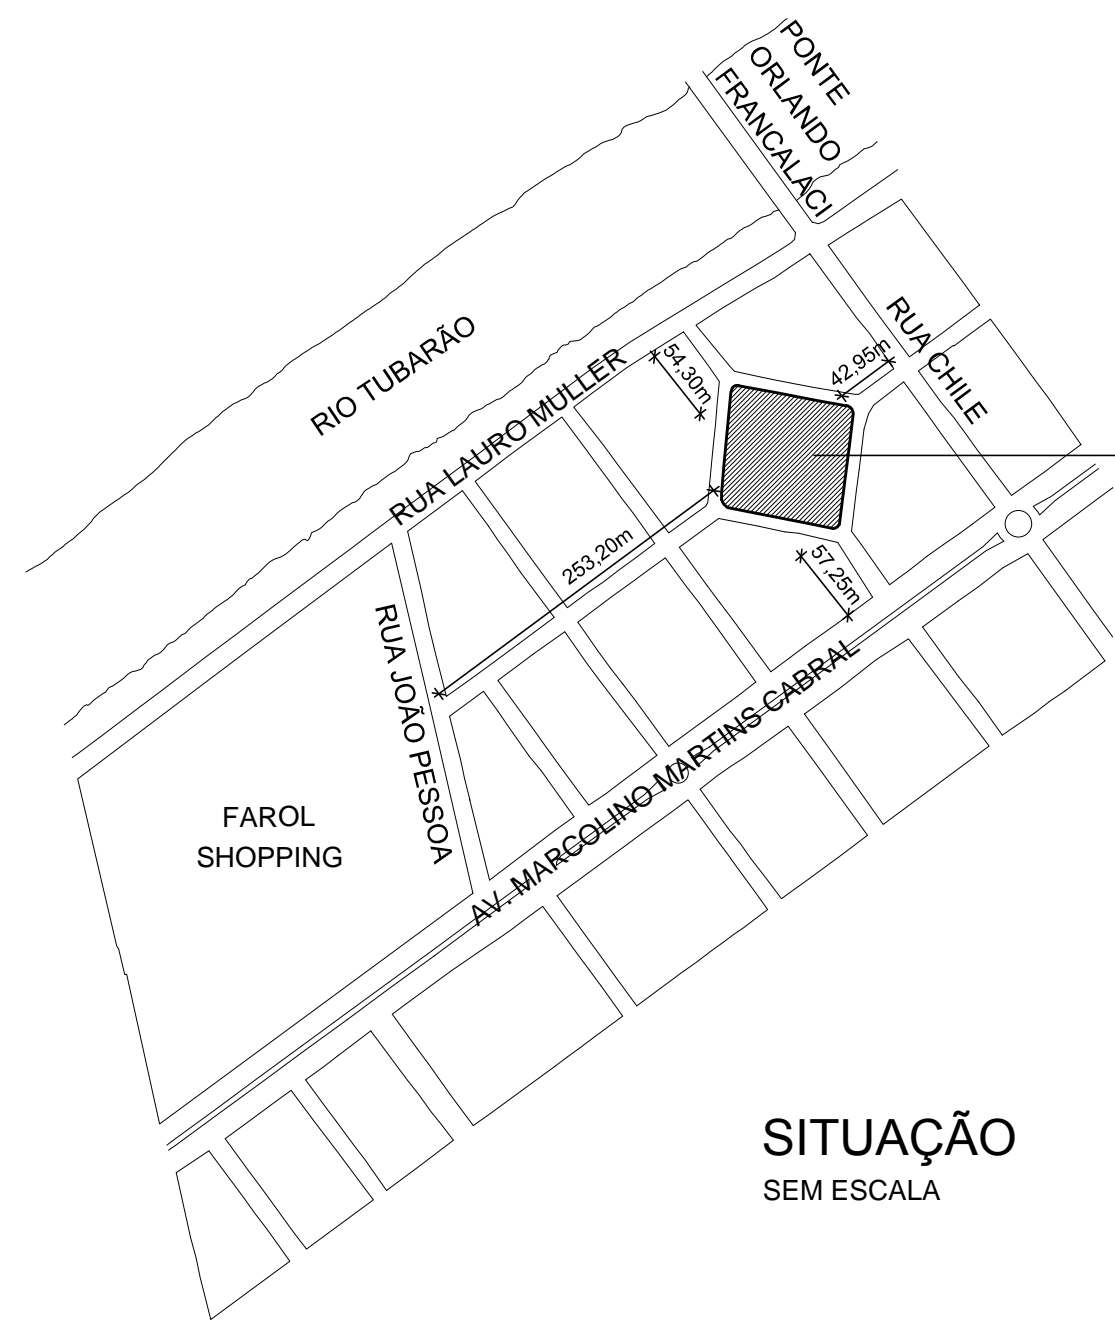 PONTE
ORLANDO
FRANCALACI
RUA CHILE
42,95m
54,30m
RIO TUBARÃO
RUA LAURO MULLER
253,20m
57,25m
RUA JOÃO PESSOA
AV. MARCOLINO MARTINS CABRAL
FAROL
SHOPPING
SITUAÇÃO
SEM ESCALA